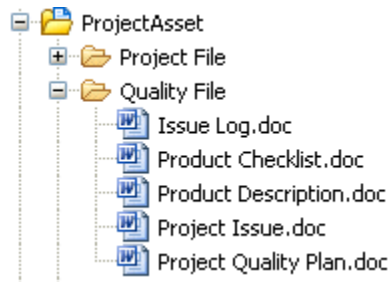 ProjectAsset
Project File
Quality File
Issue Log.doc
Product Checklist.doc
Product Description.doc
Project Issue.doc
Project Quality Plan.doc